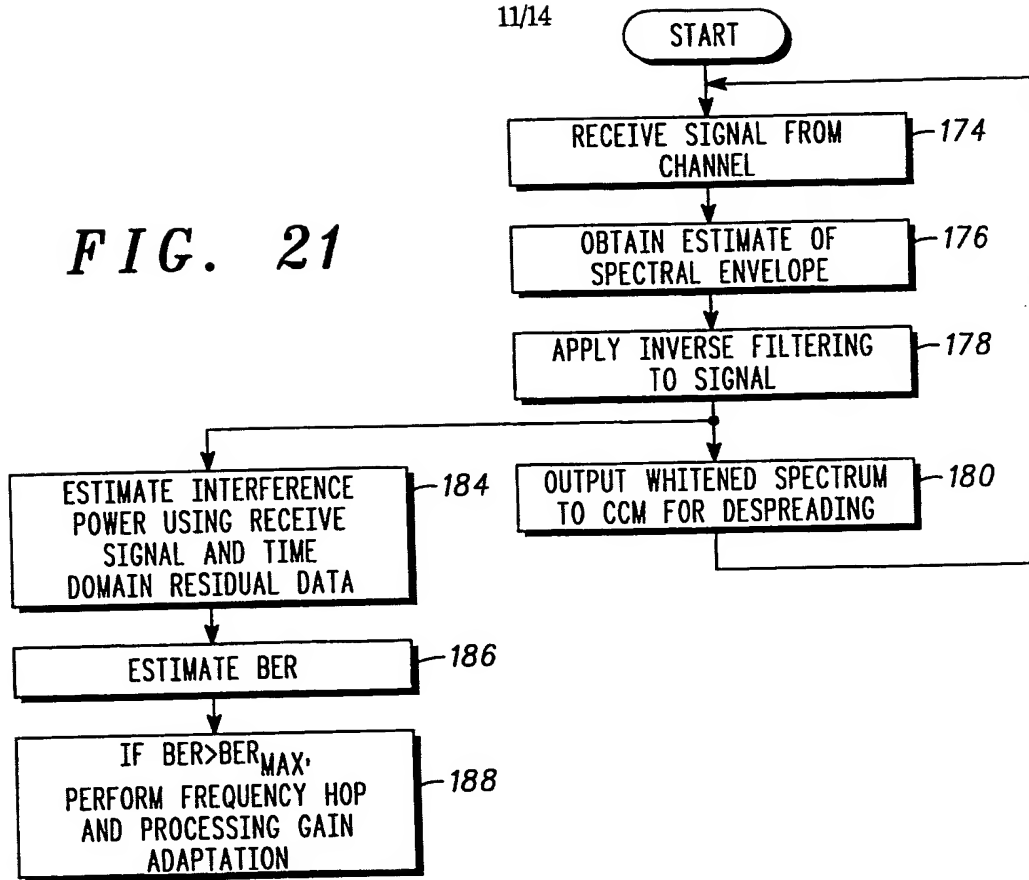 11/14
START
RECEIVE SIGNAL FROM
CHANNEL
174
FIG. 21
OBTAIN ESTIMATE OF
SPECTRAL ENVELOPE
176
APPLY INVERSE FILTERING
TO SIGNAL
178
ESTIMATE INTERFERENCE
POWER USING RECEIVE
SIGNAL AND TIME
DOMAIN RESIDUAL DATA
184
OUTPUT WHITENED SPECTRUM
TO CCM FOR DESPREADING
180
ESTIMATE BER
186
IF BER>BERMAX,
PERFORM FREQUENCY HOP
AND PROCESSING GAIN
ADAPTATION
188